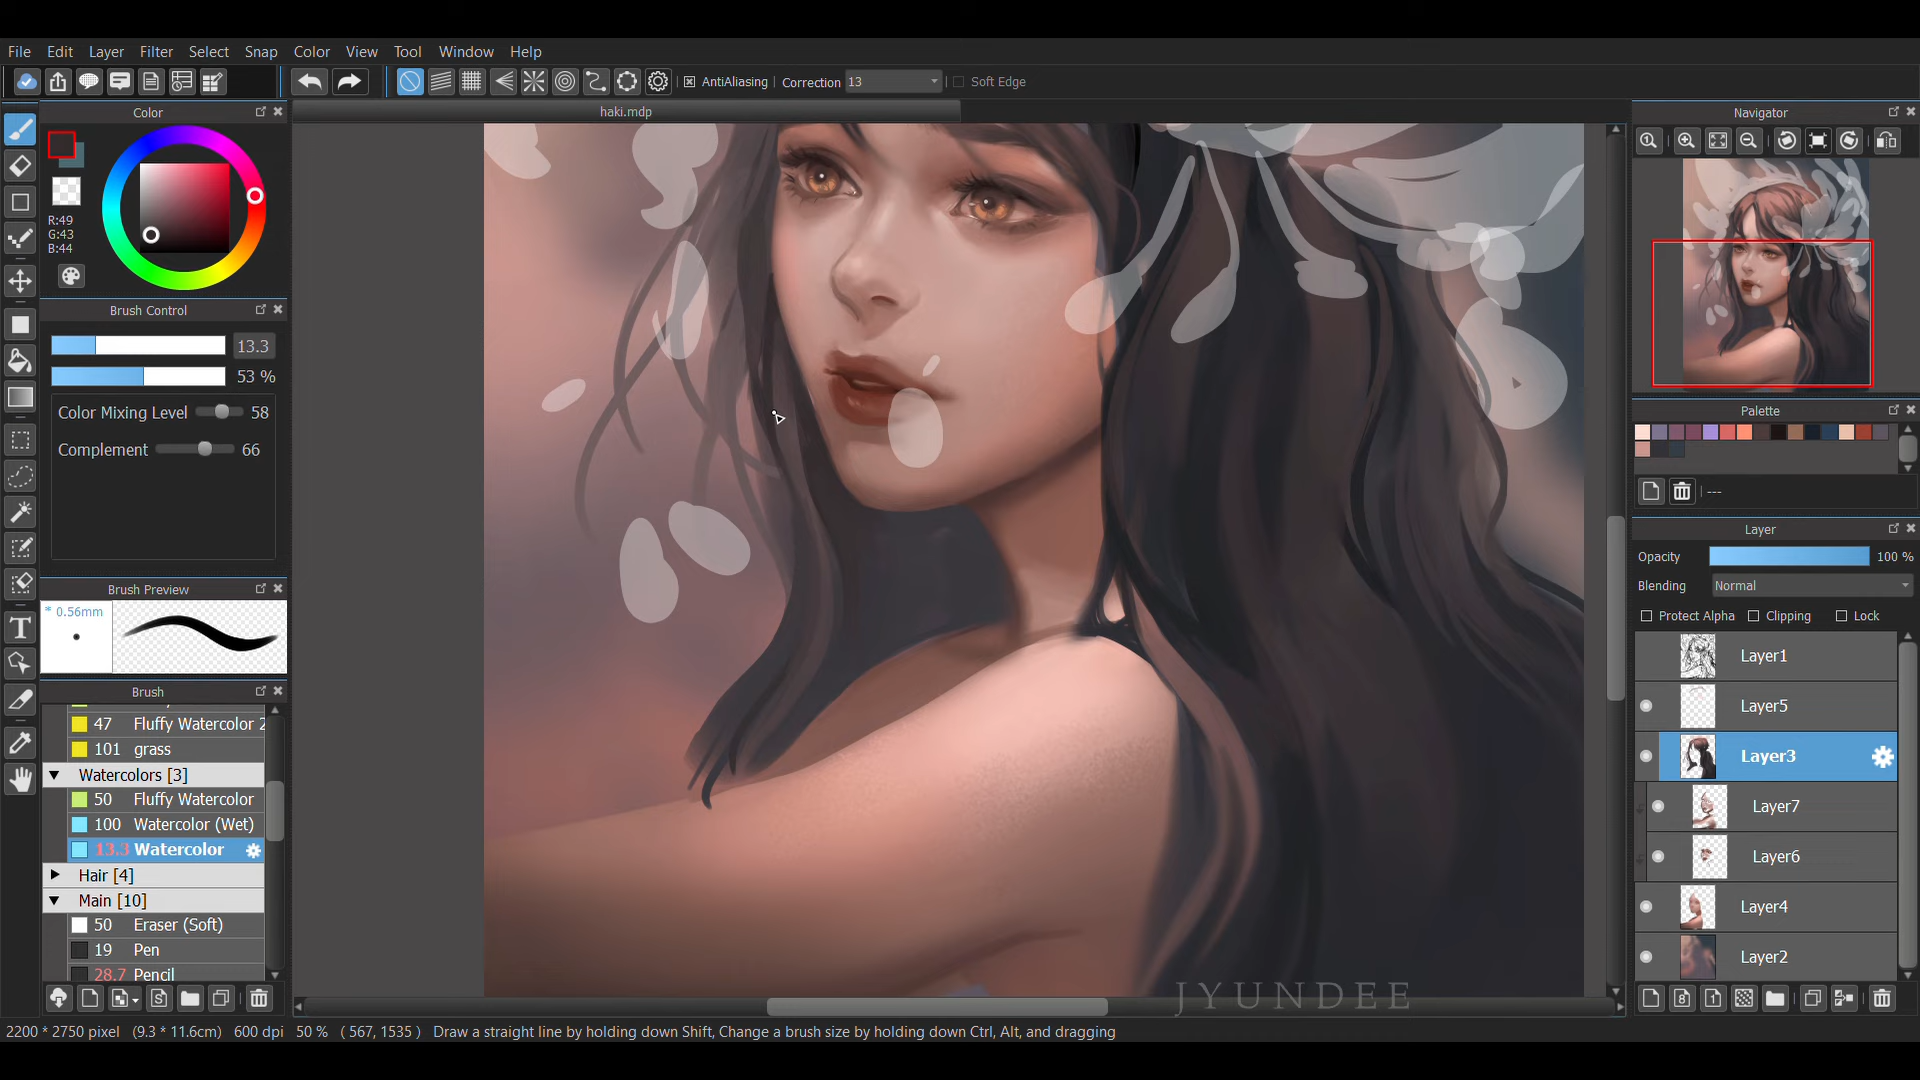 File Edit Layer Filter Select Snap Color View Tool Window Help
AntiAliasing Correction 13 Soft Edge
Color
haki.mdp
Navigator
R:49
G:43
B:44
Brush Control
13.3
53 %
Color Mixing Level 58
Complement 66
Brush Preview
* 0.56mm
Brush
47 Fluffy Watercolor 2
101 grass
Watercolors [3]
50 Fluffy Watercolor
100 Watercolor (Wet)
13.3 Watercolor
Hair [4]
Main [10]
50 Eraser (Soft)
19 Pen
28.7 Pencil
Palette
---
Layer
Opacity 100 %
Blending Normal
Protect Alpha Clipping Lock
Layer1
Layer5
Layer3
Layer7
Layer6
Layer4
Layer2
JYUNDEE
2200 * 2750 pixel (9.3 * 11.6cm) 600 dpi 50 % ( 567, 1535 ) Draw a straight line by holding down Shift, Change a brush size by holding down Ctrl, Alt, and dragging